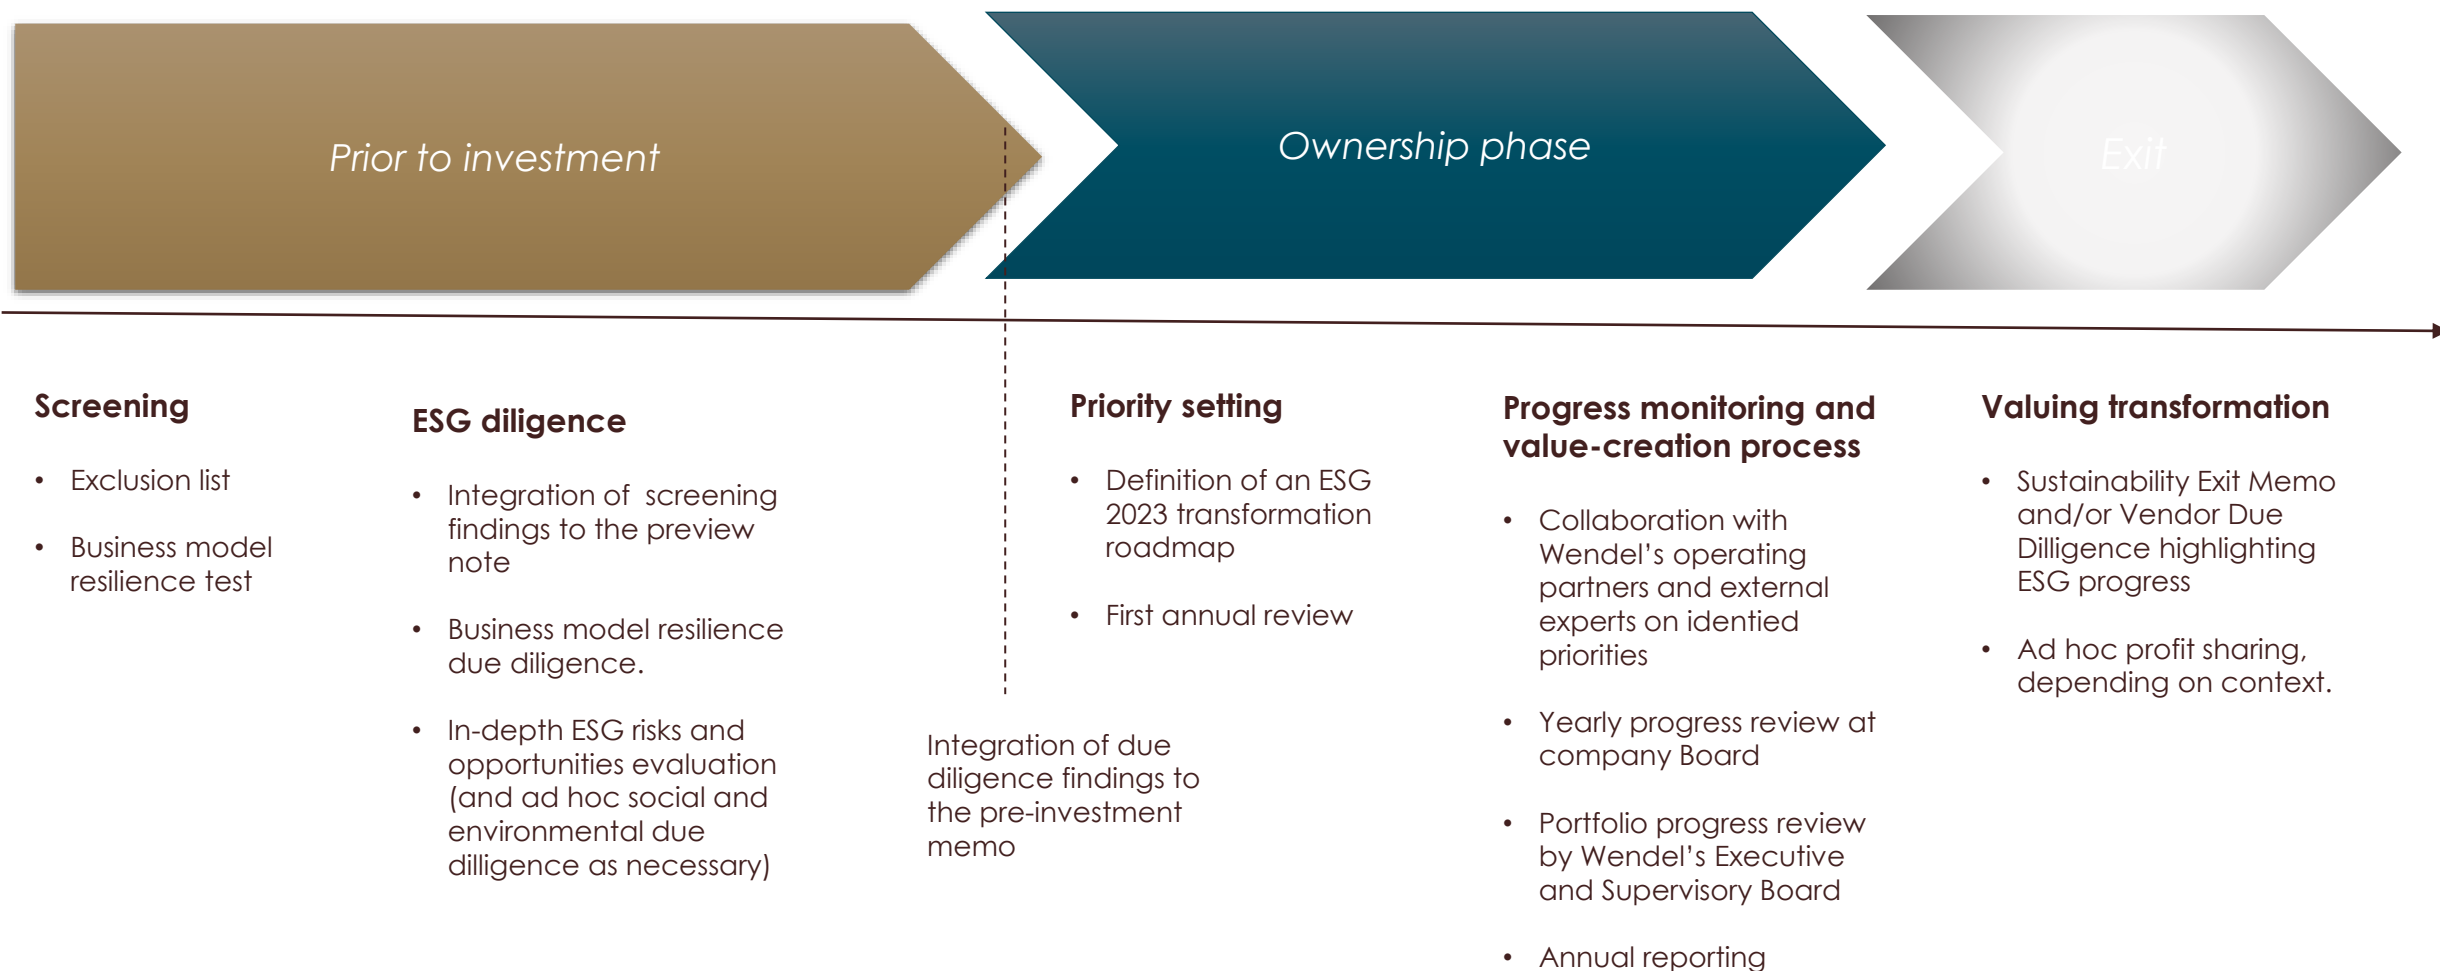 Prior to investment
Ownership phase
Exit
Screening
• Exclusion list
• Business model
resilience test
ESG diligence
• Integration of  screening
findings to the preview
note
• Business model resilience
due diligence.
• In-depth ESG risks and
opportunities evaluation
(and ad hoc social and
environmental due
dilligence as necessary)
Integration of due
diligence findings to
the pre-investment
memo
Priority setting
• Definition of an ESG
2023 transformation
roadmap
• First annual review
Progress monitoring and
value-creation process
• Collaboration with
Wendel’s operating
partners and external
experts on identied
priorities
• Yearly progress review at
company Board
• Portfolio progress review
by Wendel’s Executive
and Supervisory Board
• Annual reporting
Valuing transformation
• Sustainability Exit Memo
and/or Vendor Due
Dilligence highlighting
ESG progress
• Ad hoc profit sharing,
depending on context.